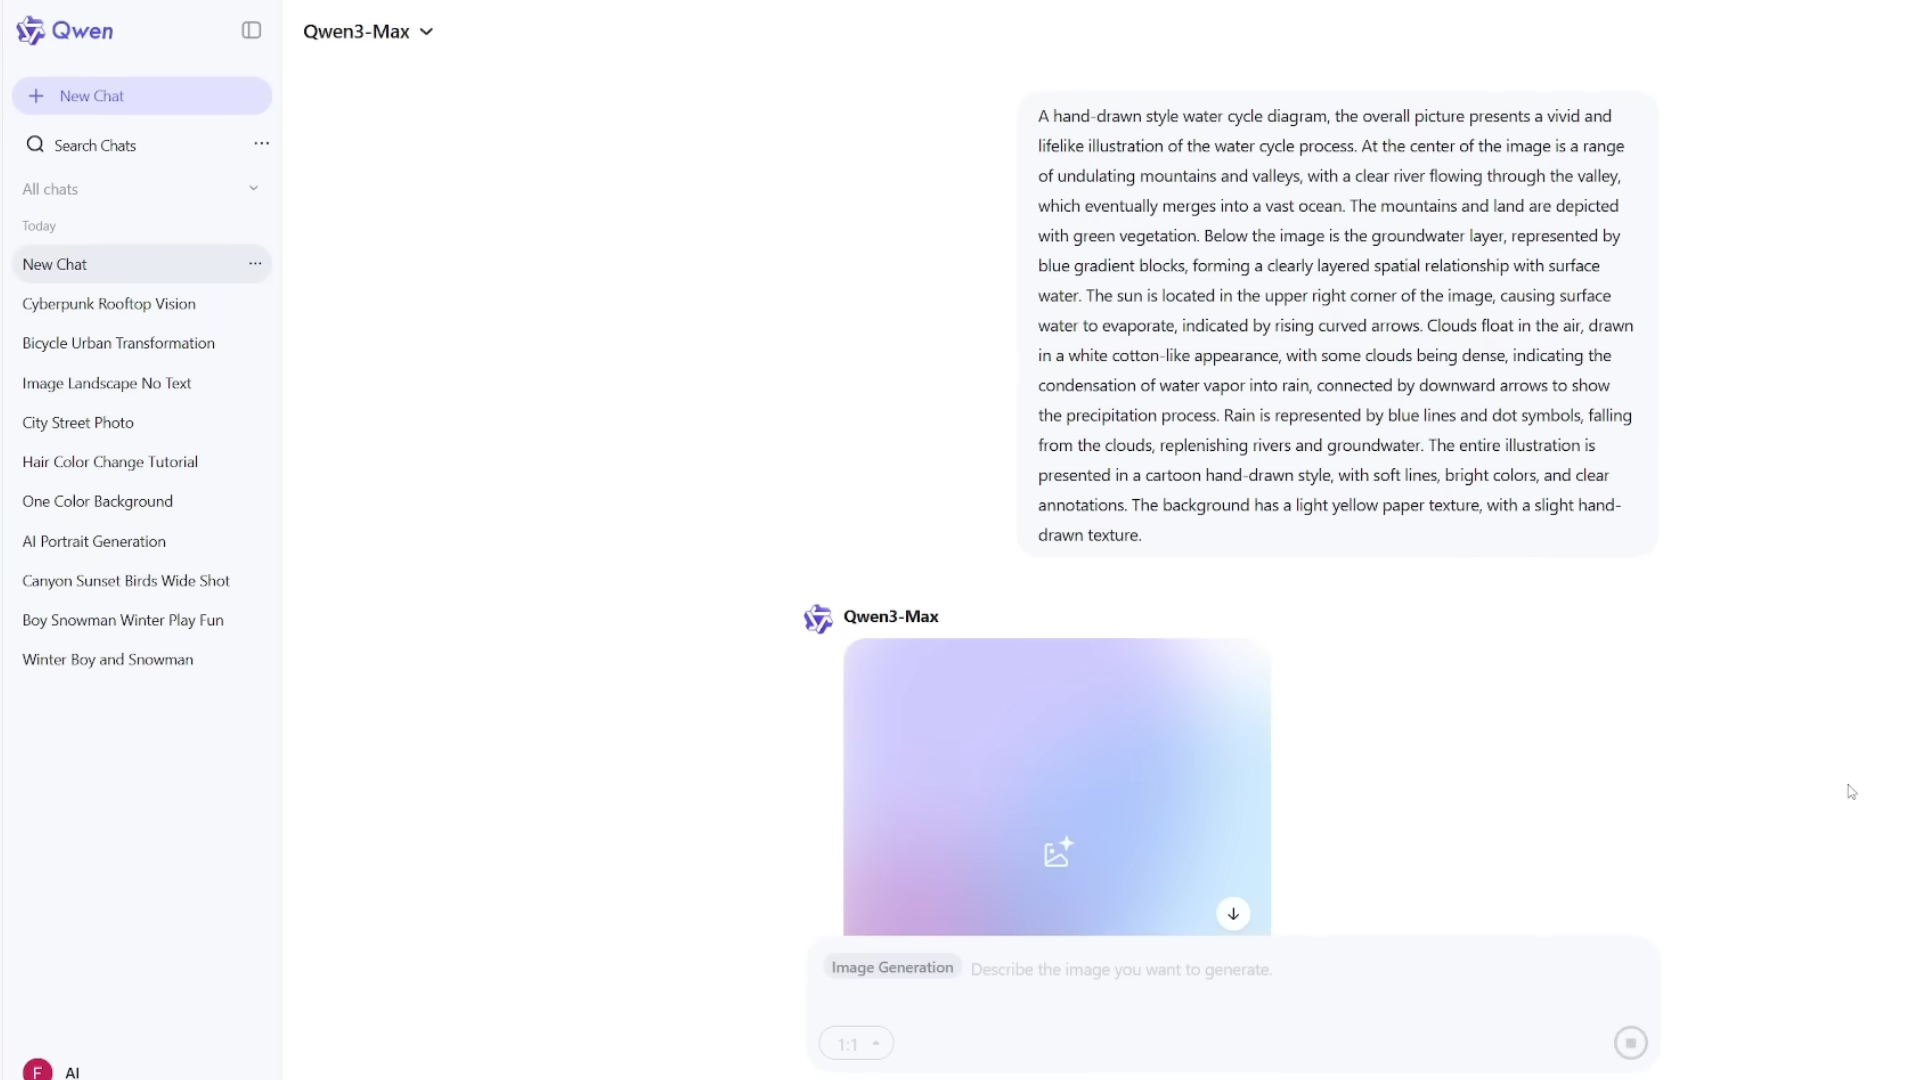 Qwen
Qwen3-Max
New Chat
Search Chats
All chats
Today
New Chat
Cyberpunk Rooftop Vision
Bicycle Urban Transformation
Image Landscape No Text
City Street Photo
Hair Color Change Tutorial
One Color Background
AI Portrait Generation
Canyon Sunset Birds Wide Shot
Boy Snowman Winter Play Fun
Winter Boy and Snowman
F AI
A hand-drawn style water cycle diagram, the overall picture presents a vivid and
lifelike illustration of the water cycle process. At the center of the image is a range
of undulating mountains and valleys, with a clear river flowing through the valley,
which eventually merges into a vast ocean. The mountains and land are depicted
with green vegetation. Below the image is the groundwater layer, represented by
blue gradient blocks, forming a clearly layered spatial relationship with surface
water. The sun is located in the upper right corner of the image, causing surface
water to evaporate, indicated by rising curved arrows. Clouds float in the air, drawn
in a white cotton-like appearance, with some clouds being dense, indicating the
condensation of water vapor into rain, connected by downward arrows to show
the precipitation process. Rain is represented by blue lines and dot symbols, falling
from the clouds, replenishing rivers and groundwater. The entire illustration is
presented in a cartoon hand-drawn style, with soft lines, bright colors, and clear
annotations. The background has a light yellow paper texture, with a slight hand-
drawn texture.
Qwen3-Max
Image Generation Describe the image you want to generate.
1:1